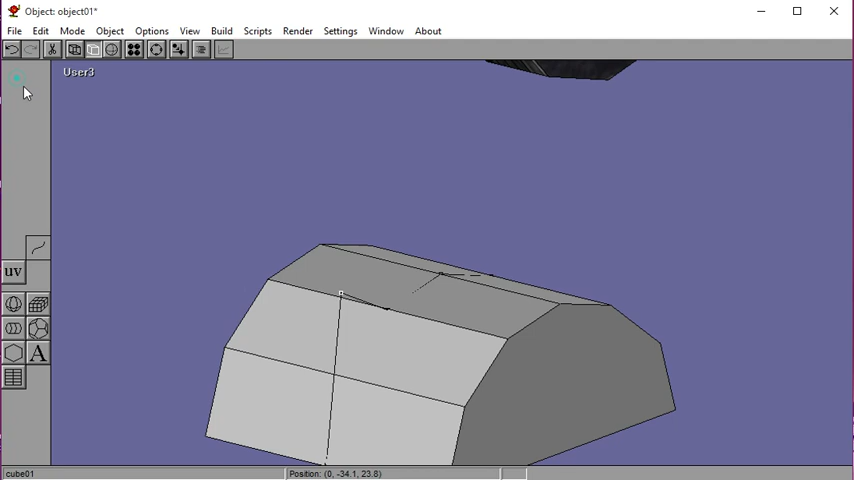 Object: object01*
File Edit Mode Object Options View Build Scripts Render Settings Window About
User3
uv
A
cube01
Position: (0, -34.1, 23.8)